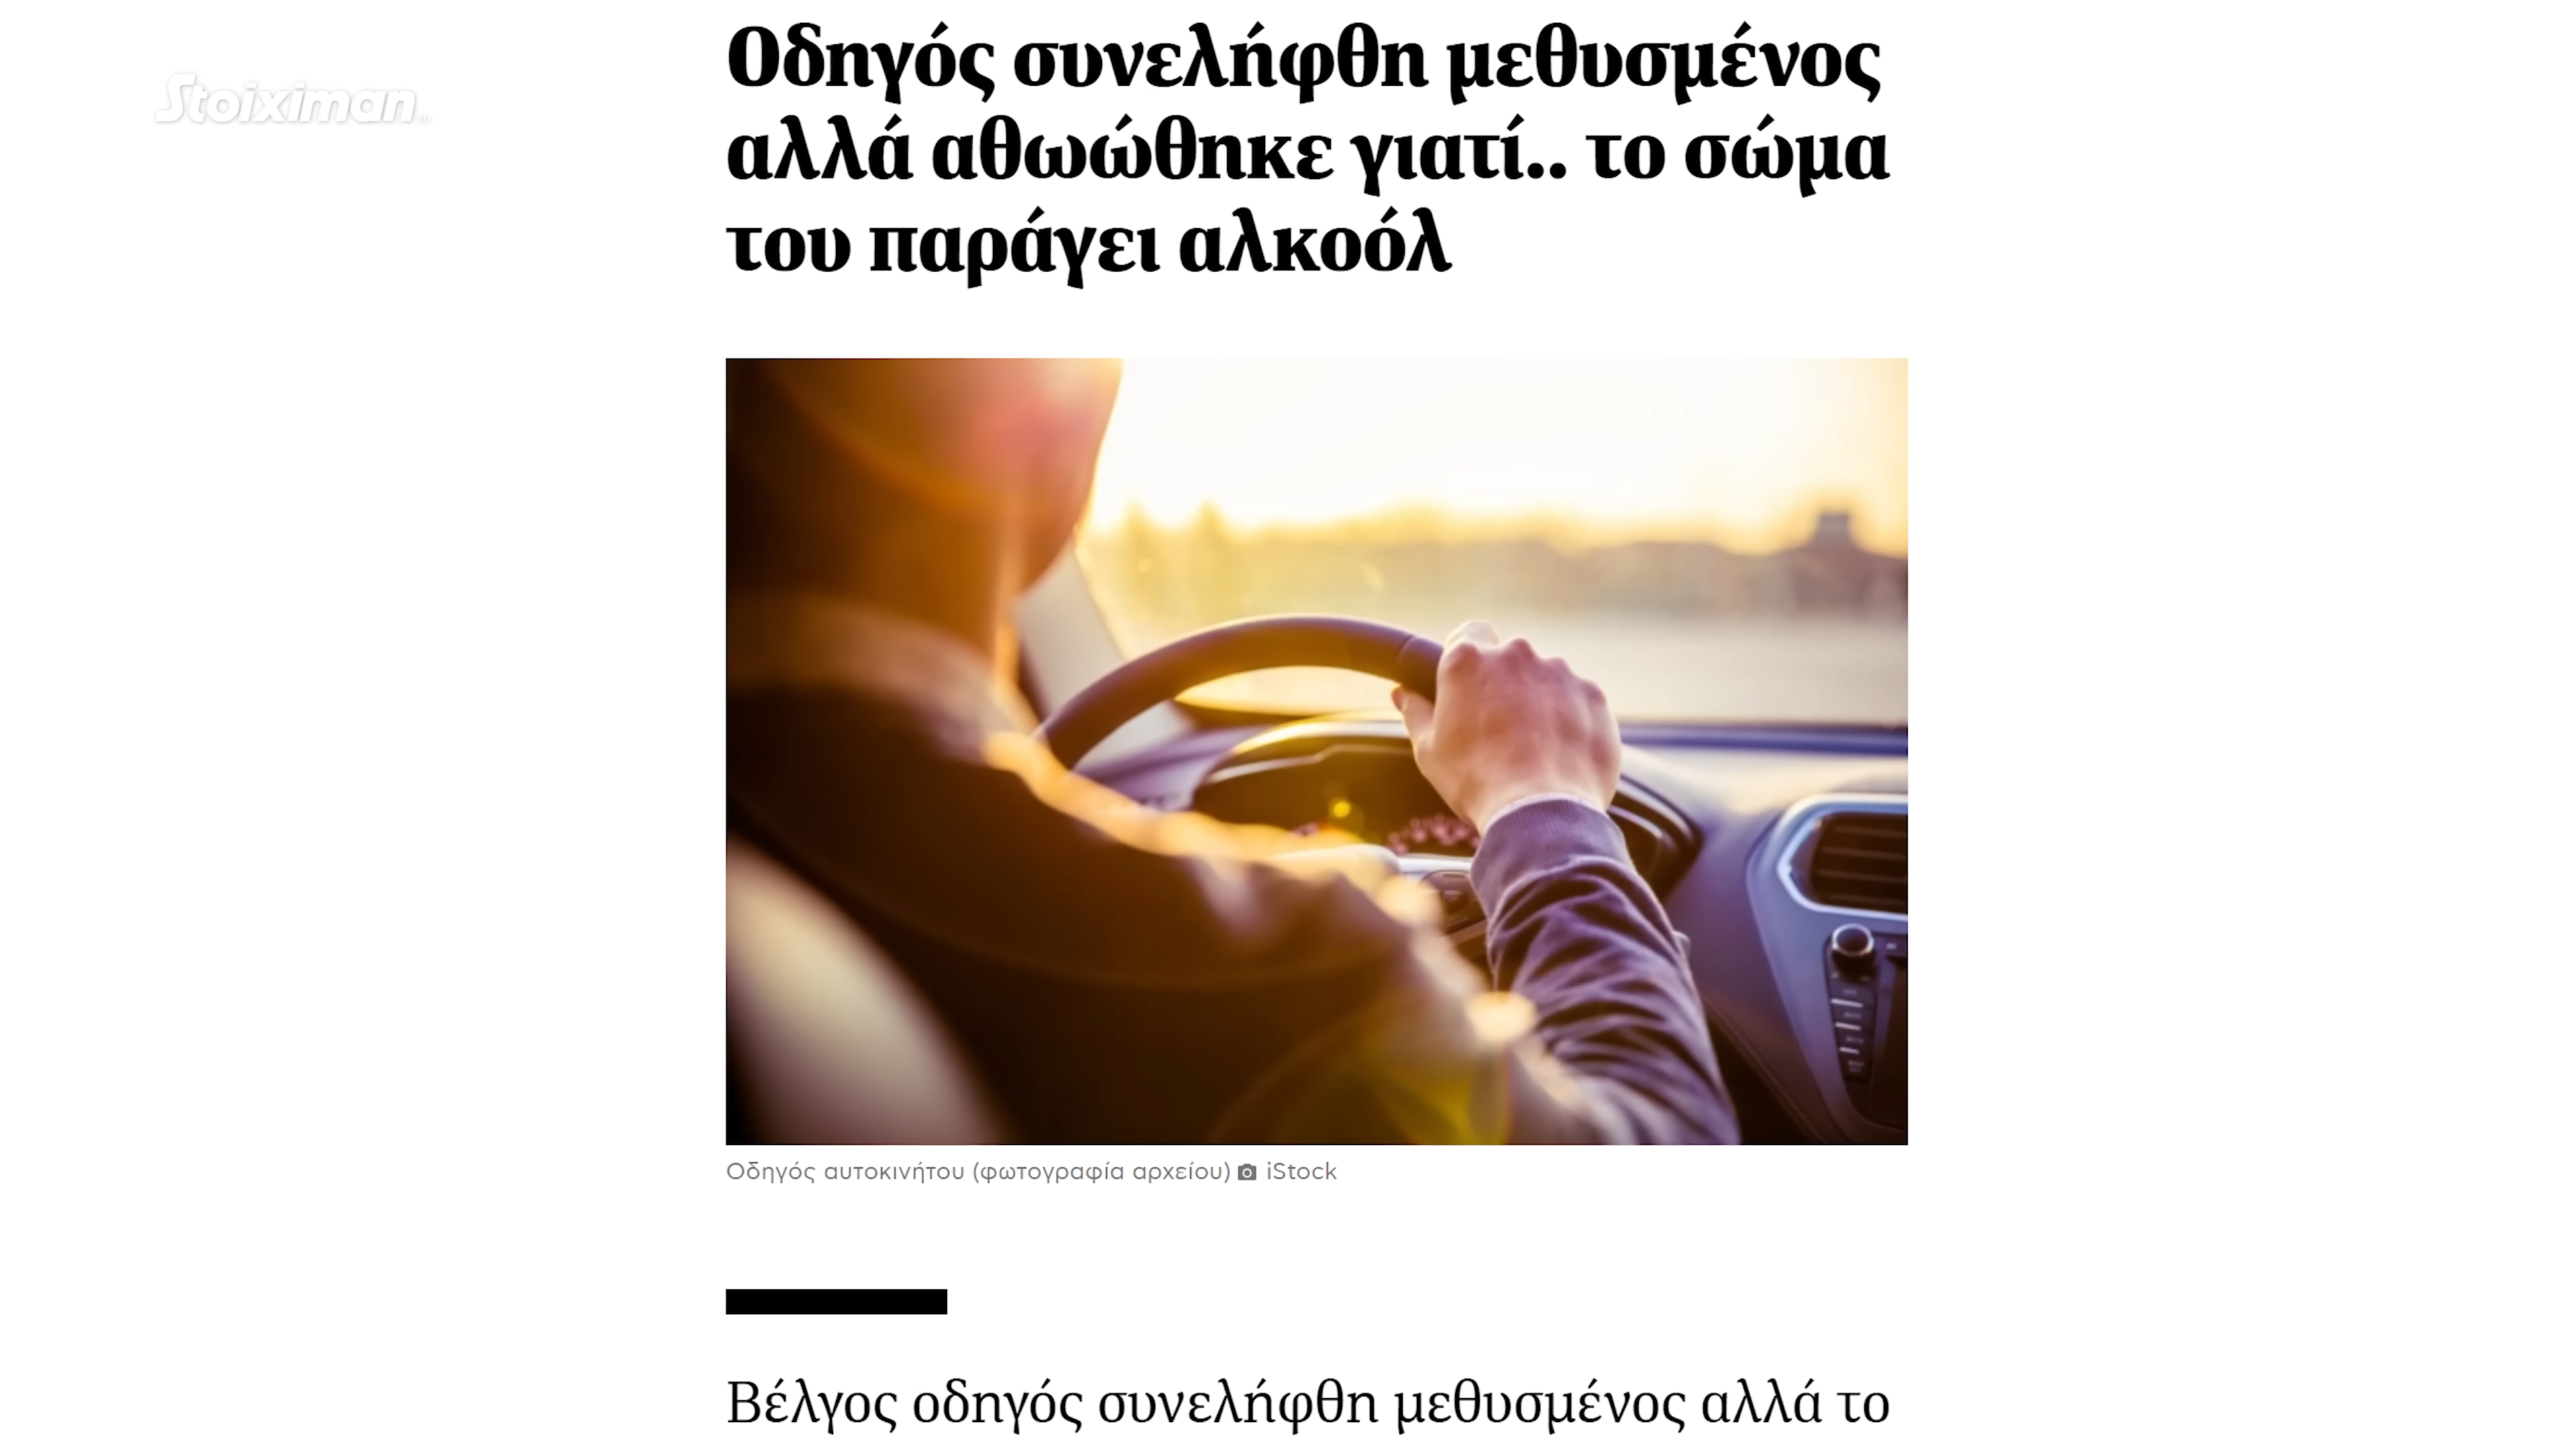 Stoiximan
Οδηγός συνελήφθη μεθυσμένος
αλλά αθωώθηκε γιατί.. το σώμα
του παράγει αλκοόλ
Οδηγός αυτοκινήτου (φωτογραφία αρχείου) iStock
Βέλγος οδηγός συνελήφθη μεθυσμένος αλλά το